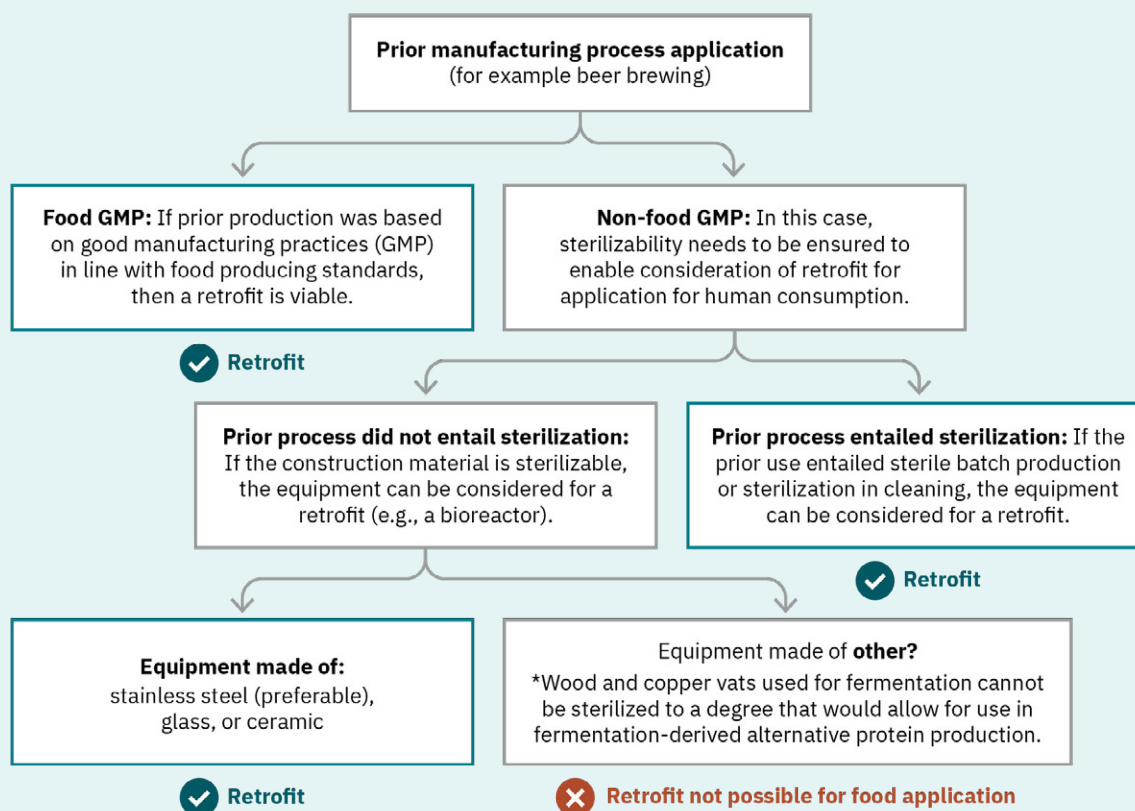 Prior manufacturing process application
(for example beer brewing)
Food GMP: If prior production was based
on good manufacturing practices (GMP)
in line with food producing standards,
then a retrofit is viable.
Retrofit
Non-food GMP: In this case,
sterilizability needs to be ensured to
enable consideration of retrofit for
application for human consumption.
Prior process did not entail sterilization:
If the construction material is sterilizable,
the equipment can be considered for a
retrofit (e.g., a bioreactor).
Prior process entailed sterilization: If the
prior use entailed sterile batch production
or sterilization in cleaning, the equipment
can be considered for a retrofit.
Retrofit
Equipment made of:
stainless steel (preferable),
glass, or ceramic
Retrofit
Equipment made of other?
*Wood and copper vats used for fermentation cannot
be sterilized to a degree that would allow for use in
fermentation-derived alternative protein production.
Retrofit not possible for food application